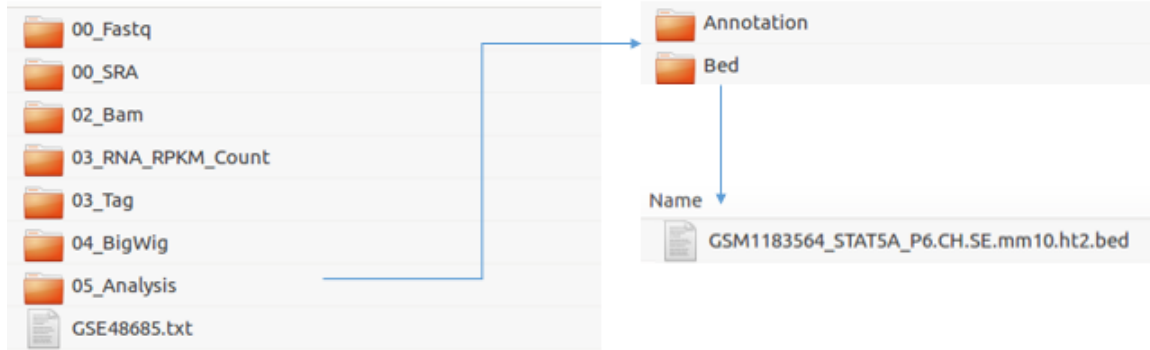 00_Fastq
00_SRA
02_Bam
03_RNA_RPKM_Count
03_Tag
04_BigWig
05_Analysis
GSE48685.txt
Annotation
Bed
Name
GSM1183564_STAT5A_P6.CH.SE.mm10.ht2.bed